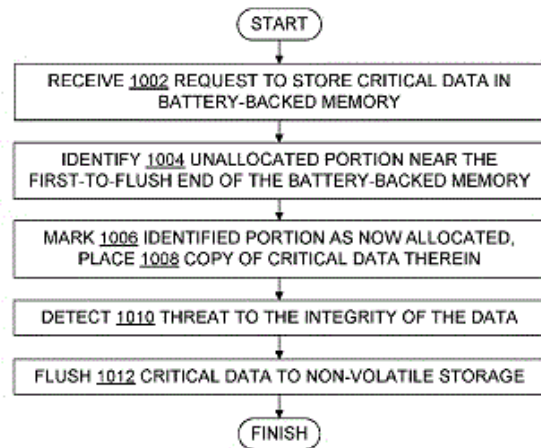 START
RECEIVE 1002 REQUEST TO STORE CRITICAL DATA IN
BATTERY-BACKED MEMORY
IDENTIFY 1004 UNALLOCATED PORTION NEAR THE
FIRST-TO-FLUSH END OF THE BATTERY-BACKED MEMORY
MARK 1006 IDENTIFIED PORTION AS NOW ALLOCATED,
PLACE 1008 COPY OF CRITICAL DATA THEREIN
DETECT 1010 THREAT TO THE INTEGRITY OF THE DATA
FLUSH 1012 CRITICAL DATA TO NON-VOLATILE STORAGE
FINISH